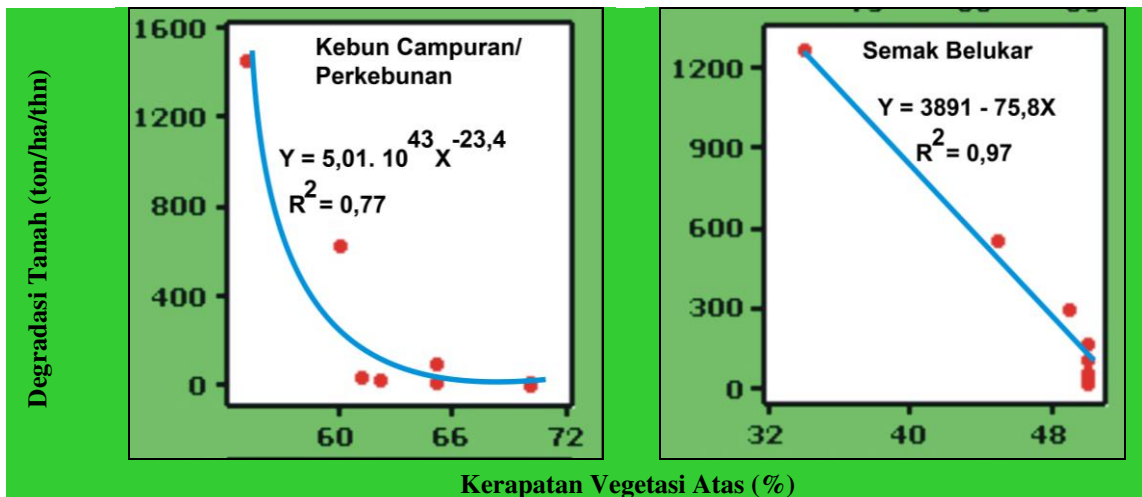 Degradasi Tanah (ton/ha/thn)
1600
1200
800
400
0
60 66 72
Kebun Campuran/
Perkebunan
Y = 5,01. 10^43 X^-23,4
R^2 = 0,77
1200
900
600
300
0
32 40 48
Semak Belukar
Y = 3891 - 75,8X
R^2 = 0,97
Kerapatan Vegetasi Atas (%)